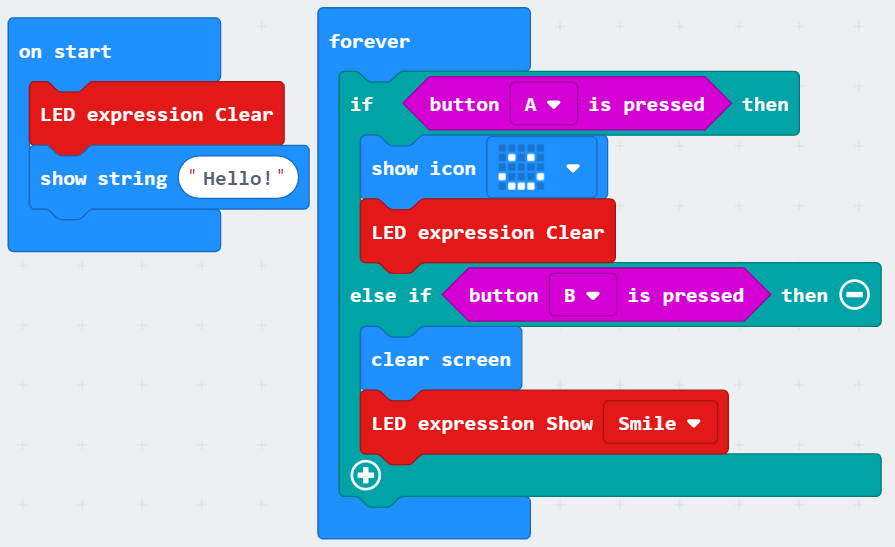 on start
LED expression Clear
show string "Hello!"
forever
if button A is pressed then
show icon
LED expression Clear
else if button B is pressed then
clear screen
LED expression Show Smile